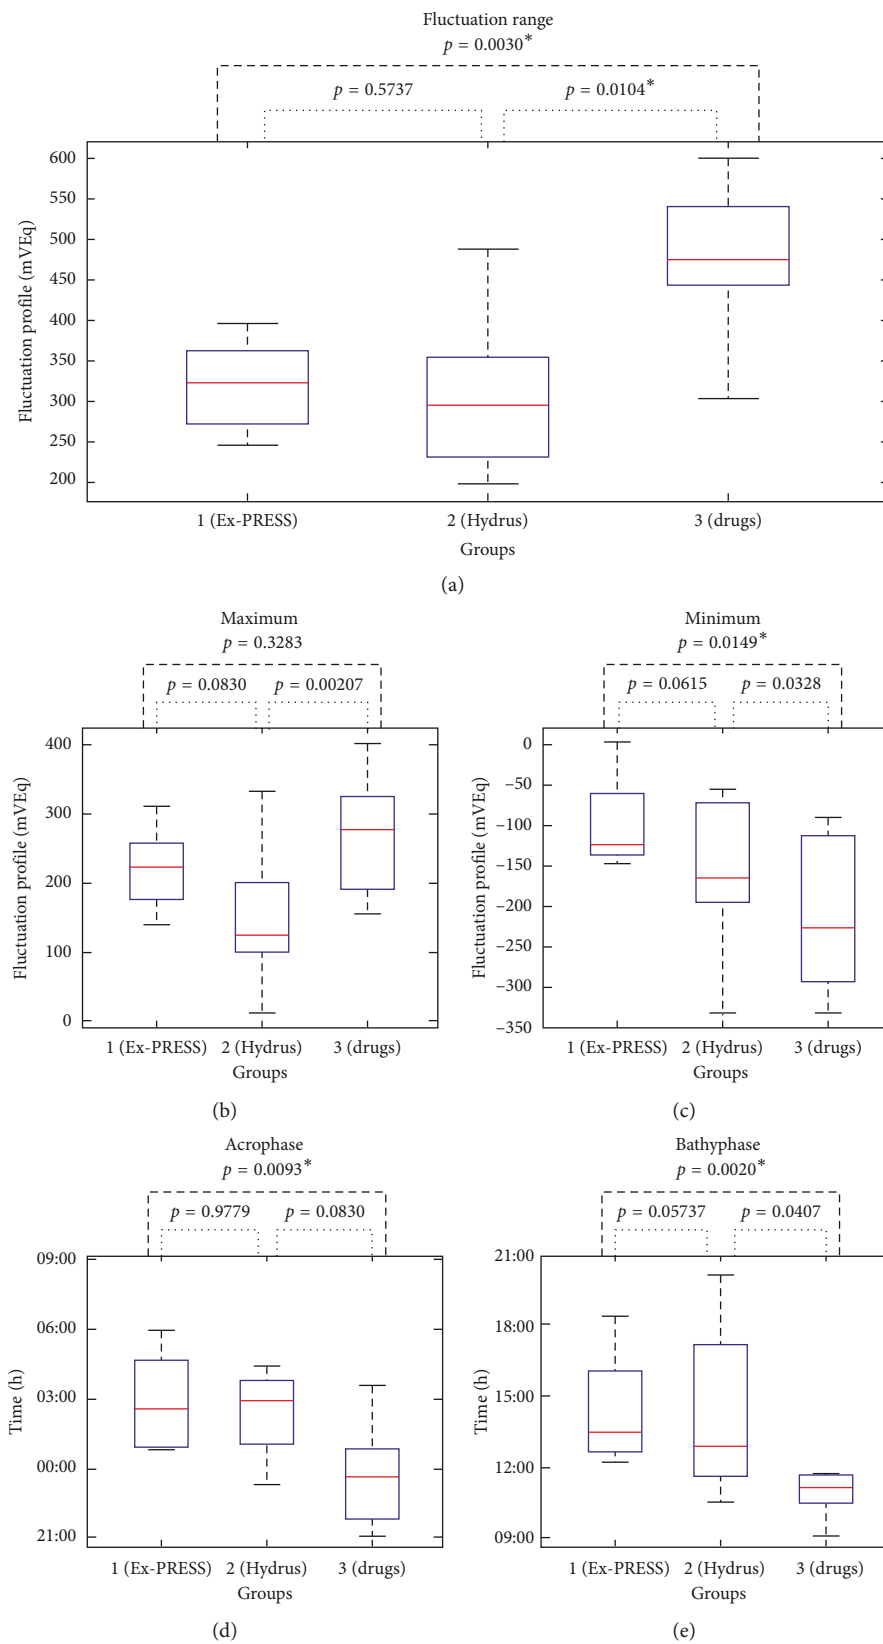 Fluctuation range
p = 0.0030*
p = 0.5737
p = 0.0104*
600
550
500
450
400
350
300
250
200
Fluctuation profile (mVEq)
1 (Ex-PRESS)
2 (Hydrus)
3 (drugs)
Groups
(a)
Maximum
p = 0.3283
p = 0.0830
p = 0.00207
400
300
200
100
0
Fluctuation profile (mVEq)
1 (Ex-PRESS)
2 (Hydrus)
3 (drugs)
Groups
(b)
Minimum
p = 0.0149*
p = 0.0615
p = 0.0328
0
–50
–100
–150
–200
–250
–300
–350
Fluctuation profile (mVEq)
1 (Ex-PRESS)
2 (Hydrus)
3 (drugs)
Groups
(c)
Acrophase
p = 0.0093*
p = 0.9779
p = 0.0830
09:00
06:00
03:00
00:00
21:00
Time (h)
1 (Ex-PRESS)
2 (Hydrus)
3 (drugs)
Groups
(d)
Bathyphase
p = 0.0020*
p = 0.05737
p = 0.0407
21:00
18:00
15:00
12:00
09:00
Time (h)
1 (Ex-PRESS)
2 (Hydrus)
3 (drugs)
Groups
(e)